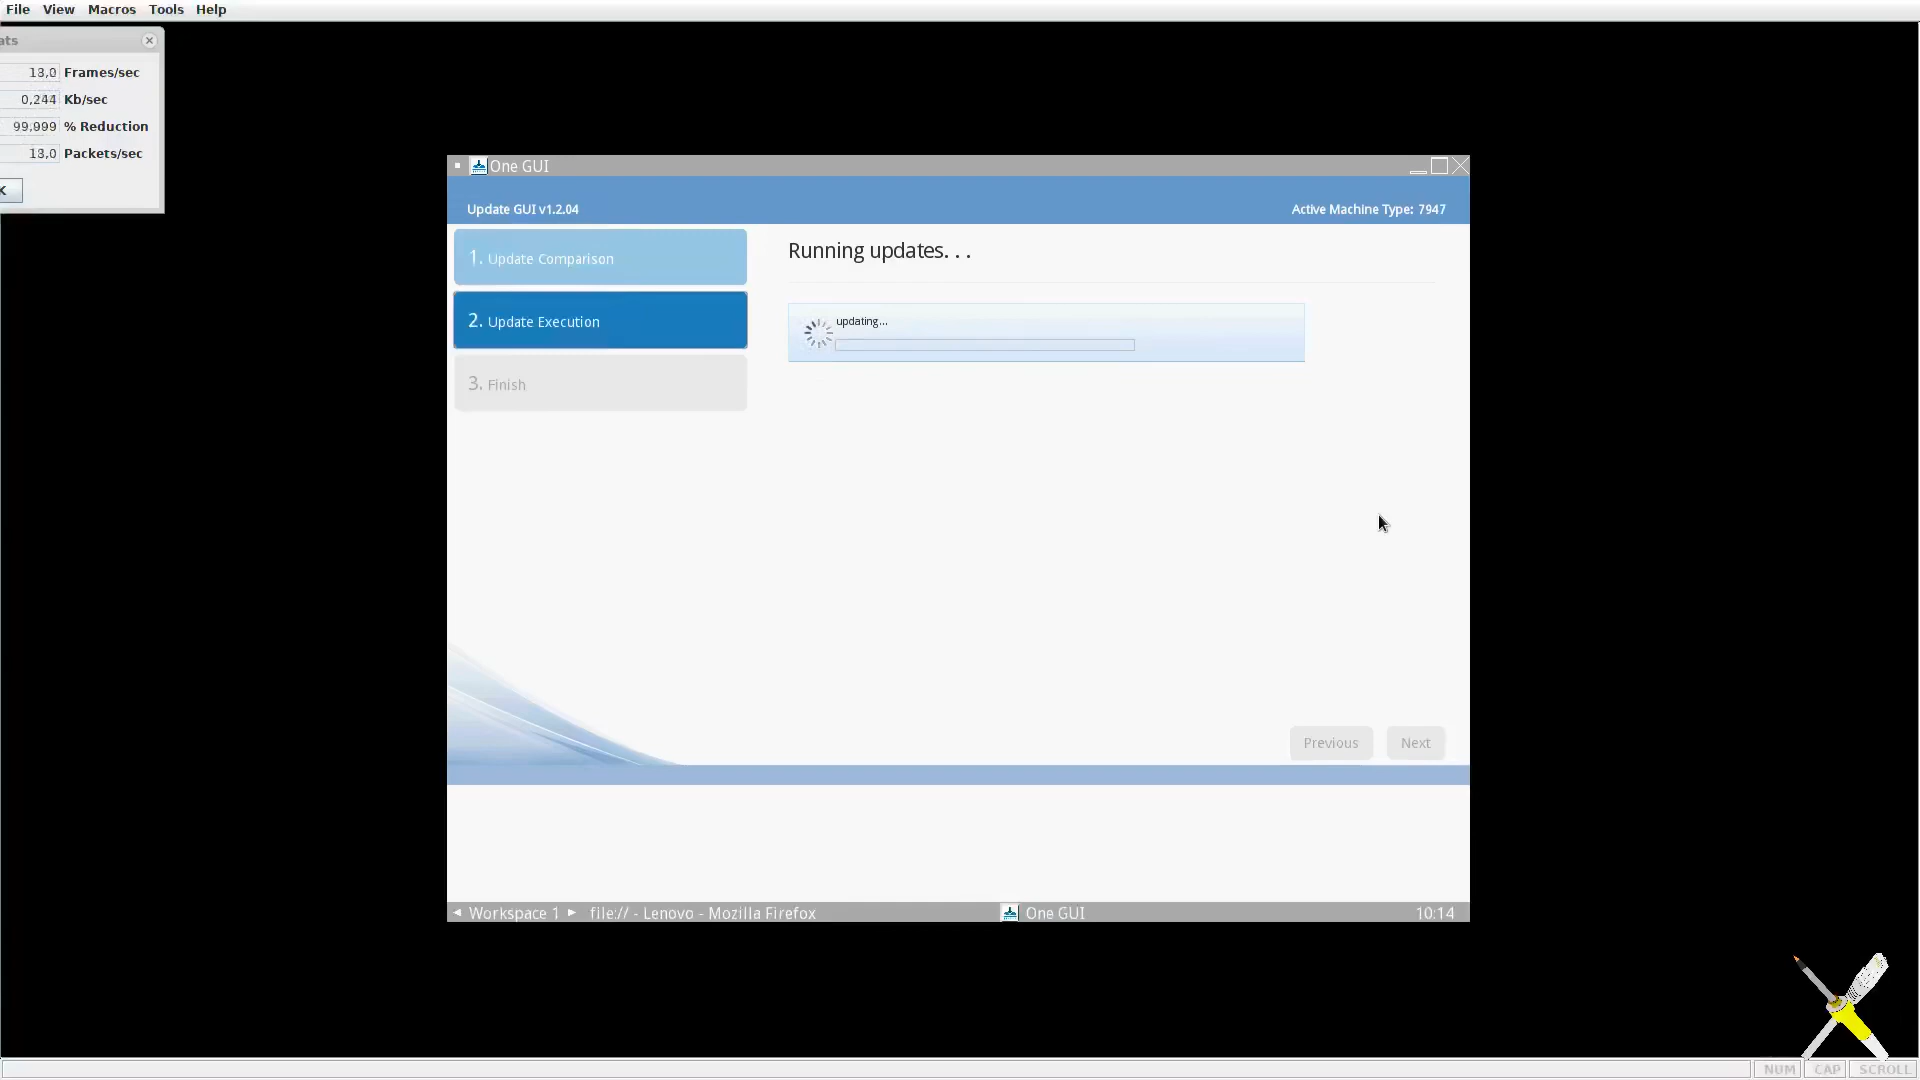 File View Macros Tools Help
ats
13,0 Frames/sec
0,244 Kb/sec
99,999 % Reduction
13,0 Packets/sec
K
One GUI
Update GUI v1.2.04
Active Machine Type: 7947
1. Update Comparison
2. Update Execution
3. Finish
Running updates. . .
updating...
Previous
Next
Workspace 1
file:// - Lenovo - Mozilla Firefox
One GUI
10:14
NUM CAP SCROLL